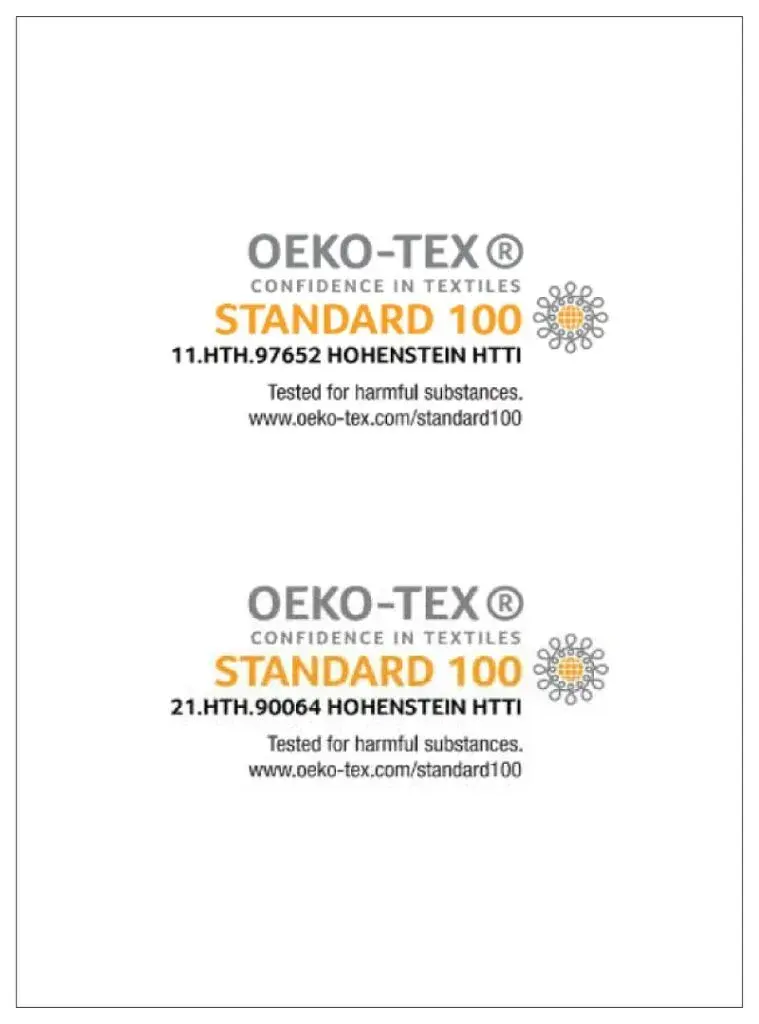 OEKO-TEX®
CONFIDENCE IN TEXTILES
STANDARD 100
11.HTH.97652 HOHENSTEIN HTTI
Tested for harmful substances.
www.oeko-tex.com/standard100
OEKO-TEX®
CONFIDENCE IN TEXTILES
STANDARD 100
21.HTH.90064 HOHENSTEIN HTTI
Tested for harmful substances.
www.oeko-tex.com/standard100